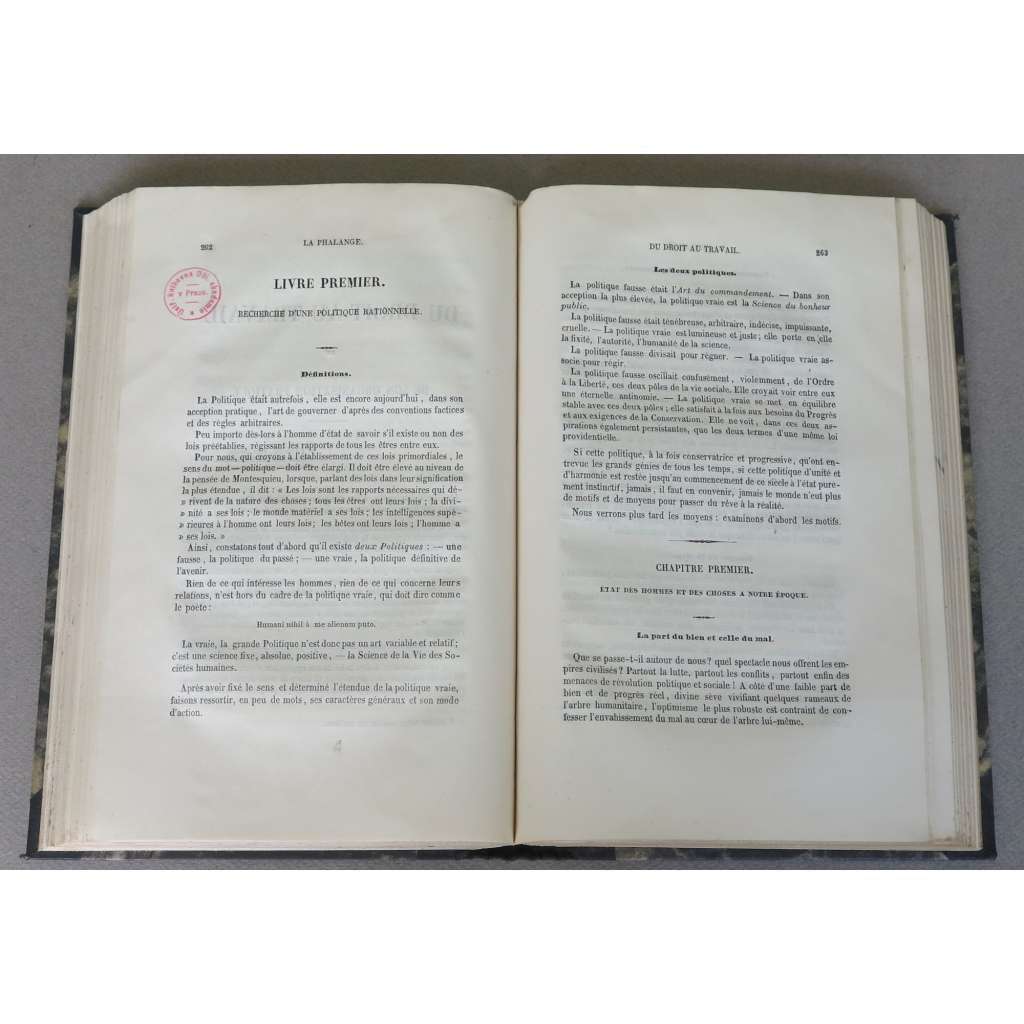 262
LA PHALANGE.
LIVRE PREMIER.
RECHERCHE D'UNE POLITIQUE RATIONNELLE.
Définitions.
La Politique était autrefois, elle est encore aujourd'hui, dans son
acception pratique, l'art de gouverner d'après des conventions factices
et des règles arbitraires.
Peu importe dès-lors à l'homme d'état de savoir s'il existe ou non des
lois préétablies, régissant les rapports de tous les êtres entre eux.
Pour nous, qui croyons à l'établissement de ces lois primordiales, le
sens du mot — politique — doit être élargi. Il doit être élevé au niveau de
la pensée de Montesquieu, lorsque, parlant des lois dans leur signification
la plus étendue, il dit : « Les lois sont les rapports nécessaires qui dé-
» rivent de la nature des choses; tous les êtres ont leurs lois; la divi-
» nité a ses lois; le monde matériel a ses lois; les intelligences supé-
» rieures à l'homme ont leurs lois; les bêtes ont leurs lois; l'homme a
» ses lois. »
Ainsi, constatons tout d'abord qu'il existe deux Politiques : — une
fausse, la politique du passé; — une vraie, la politique définitive de
l'avenir.
Rien de ce qui intéresse les hommes, rien de ce qui concerne leurs
relations, n'est hors du cadre de la politique vraie, qui doit dire comme
le poète:
Humani nihil à me alienum puto.
La vraie, la grande Politique n'est donc pas un art variable et relatif;
c'est une science fixe, absolue, positive, — la Science de la Vie des So-
ciétés humaines.
Après avoir fixé le sens et déterminé l'étendue de la politique vraie,
faisons ressortir, en peu de mots, ses caractères généraux et son mode
d'action.
DU DROIT AU TRAVAIL.
263
Les deux politiques.
La politique fausse était l'Art du commandement. — Dans son
acception la plus élevée, la politique vraie est la Science du bonheur
public.
La politique fausse était ténébreuse, arbitraire, indécise, impuissante,
cruelle. — La politique vraie est lumineuse et juste; elle porte en elle
la fixité, l'autorité, l'humanité de la science.
La politique fausse divisait pour régner. — La politique vraie as-
socie pour régir.
La politique fausse oscillait confusément, violemment, de l'Ordre
à la Liberté, ces deux pôles de la vie sociale. Elle croyait voir entre eux
une éternelle antinomie. — La politique vraie se met en équilibre
stable avec ces deux pôles; elle satisfait à la fois aux besoins du Progrès
et aux exigences de la Conservation. Elle ne voit, dans ces deux as-
pirations également persistantes, que les deux termes d'une même loi
providentielle.
Si cette politique, à la fois conservatrice et progressive, qu'ont en-
trevue les grands génies de tous les temps, si cette politique d'unité et
d'harmonie est restée jusqu'au commencement de ce siècle à l'état pure-
ment instinctif, jamais, il faut en convenir, jamais le monde n'eut plus
de motifs et de moyens pour passer du rêve à la réalité.
Nous verrons plus tard les moyens : examinons d'abord les motifs.
CHAPITRE PREMIER.
ÉTAT DES HOMMES ET DES CHOSES A NOTRE ÉPOQUE.
La part du bien et celle du mal.
Que se passe-t-il autour de nous? quel spectacle nous offrent les em-
pires civilisés? Partout la lutte, partout les conflits, partout enfin des
menaces de révolution politique et sociale! A côté d'une faible part de
bien et de progrès réel, divine sève vivifiant quelques rameaux de
l'arbre humanitaire, l'optimisme le plus robuste est contraint de con-
fesser l'envahissement du mal au cœur de l'arbre lui-même.